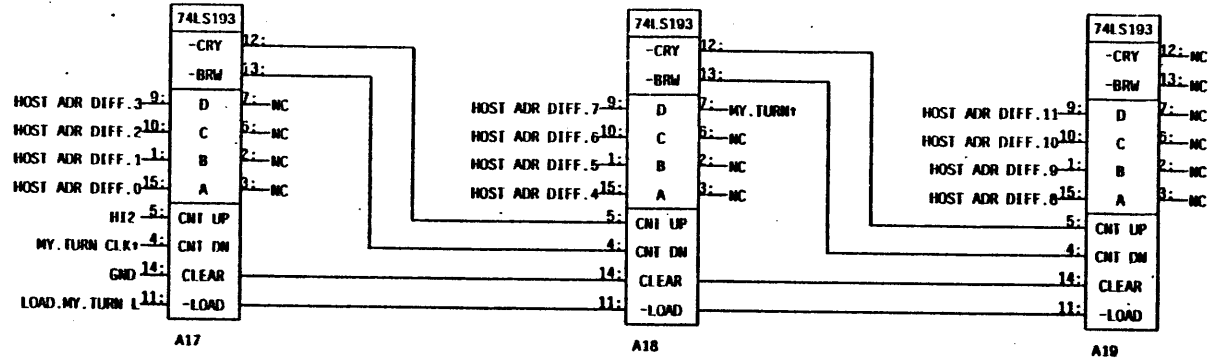 74LS193
-CRY 12:
-BRW 13:
HOST ADR DIFF.3 9: D 7: NC
HOST ADR DIFF.2 10: C 6: NC
HOST ADR DIFF.1 1: B 2: NC
HOST ADR DIFF.0 15: A 3: NC
HI2 5: CNT UP
MY.TURN CLK↑ 4: CNT DN
GND 14: CLEAR
LOAD.MY.TURN L 11: -LOAD
A17
74LS193
-CRY 12:
-BRW 13:
HOST ADR DIFF.7 9: D 7: MY.TURN↑
HOST ADR DIFF.6 10: C 6: NC
HOST ADR DIFF.5 1: B 2: NC
HOST ADR DIFF.4 15: A 3: NC
5: CNT UP
4: CNT DN
14: CLEAR
11: -LOAD
A18
74LS193
-CRY 12: NC
-BRW 13: NC
HOST ADR DIFF.11 9: D 7: NC
HOST ADR DIFF.10 10: C 6: NC
HOST ADR DIFF.9 1: B 2: NC
HOST ADR DIFF.8 15: A 3: NC
5: CNT UP
4: CNT DN
14: CLEAR
11: -LOAD
A19